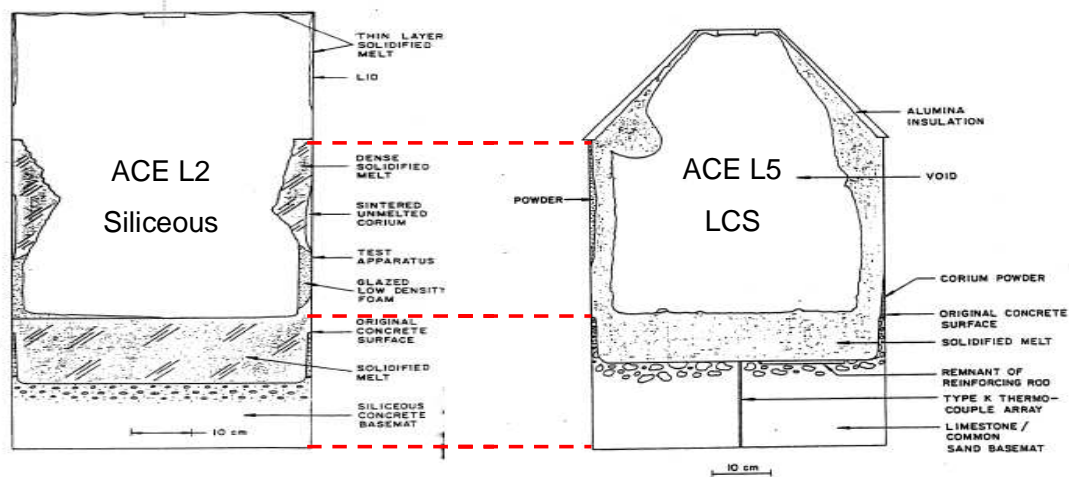 THIN LAYER
SOLIDIFIED
MELT
LID
DENSE
SOLIDIFIED
MELT
SINTERED
UNMELTED
CORIUM
TEST
APPARATUS
GLAZED
LOW DENSITY
FOAM
ORIGINAL
CONCRETE
SURFACE
SOLIDIFIED
MELT
SILICEOUS
CONCRETE
BASEMAT
ACE L2
Siliceous
10 cm
ALUMINA
INSULATION
ACE L5
LCS
VOID
POWDER
CORIUM POWDER
ORIGINAL CONCRETE
SURFACE
SOLIDIFIED MELT
REMNANT OF
REINFORCING ROD
TYPE K THERMO-
COUPLE ARRAY
LIMESTONE/
COMMON
SAND BASEMAT
10 cm